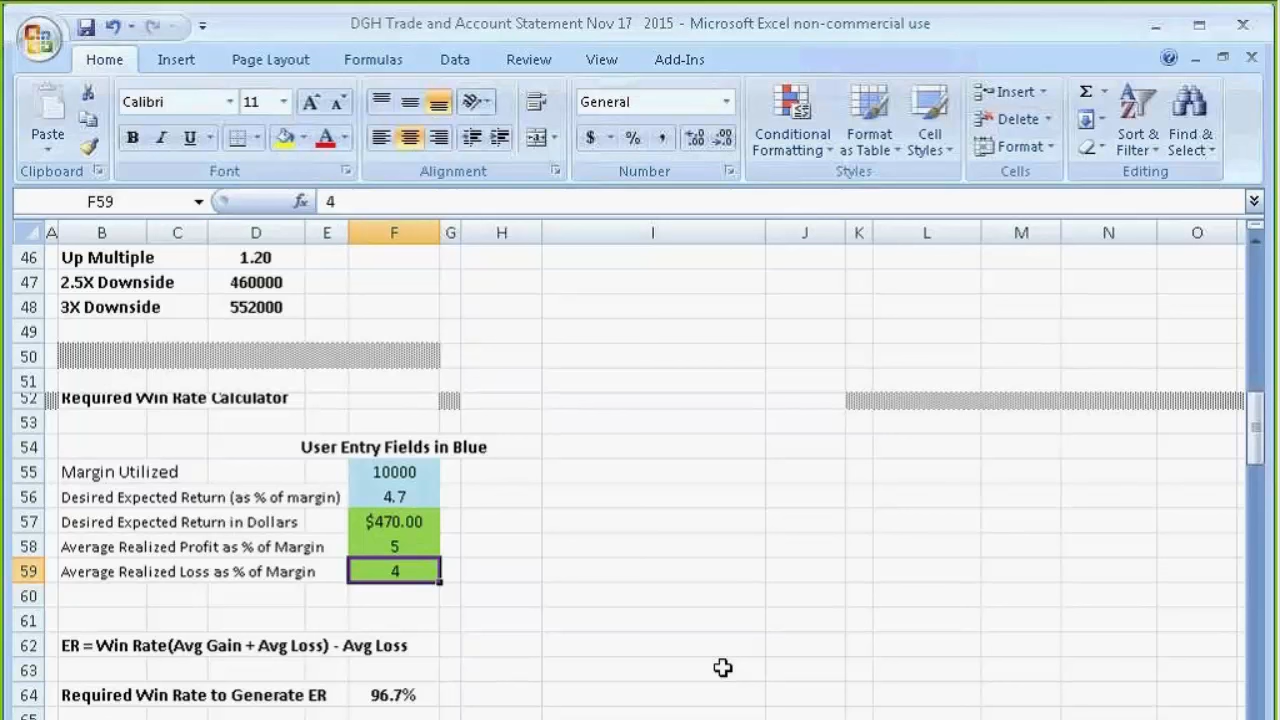 DGH Trade and Account Statement Nov 17 2015 - Microsoft Excel non-commercial use
Home Insert Page Layout Formulas Data Review View Add-Ins
Paste Calibri 11 A A General Conditional Formatting Format as Table Cell Styles Insert Delete Format Σ Sort & Filter Find & Select
B I U A $ % , .0 .00 .00 .0
Clipboard Font Alignment Number Styles Cells Editing
F59 fx 4
A B C D E F G H I J K L M N O
46 Up Multiple 1.20
47 2.5X Downside 460000
48 3X Downside 552000
49
50
51
52 Required Win Rate Calculator
53
54 User Entry Fields in Blue
55 Margin Utilized 10000
56 Desired Expected Return (as % of margin) 4.7
57 Desired Expected Return in Dollars $470.00
58 Average Realized Profit as % of Margin 5
59 Average Realized Loss as % of Margin 4
60
61
62 ER = Win Rate(Avg Gain + Avg Loss) - Avg Loss
63
64 Required Win Rate to Generate ER 96.7%
65